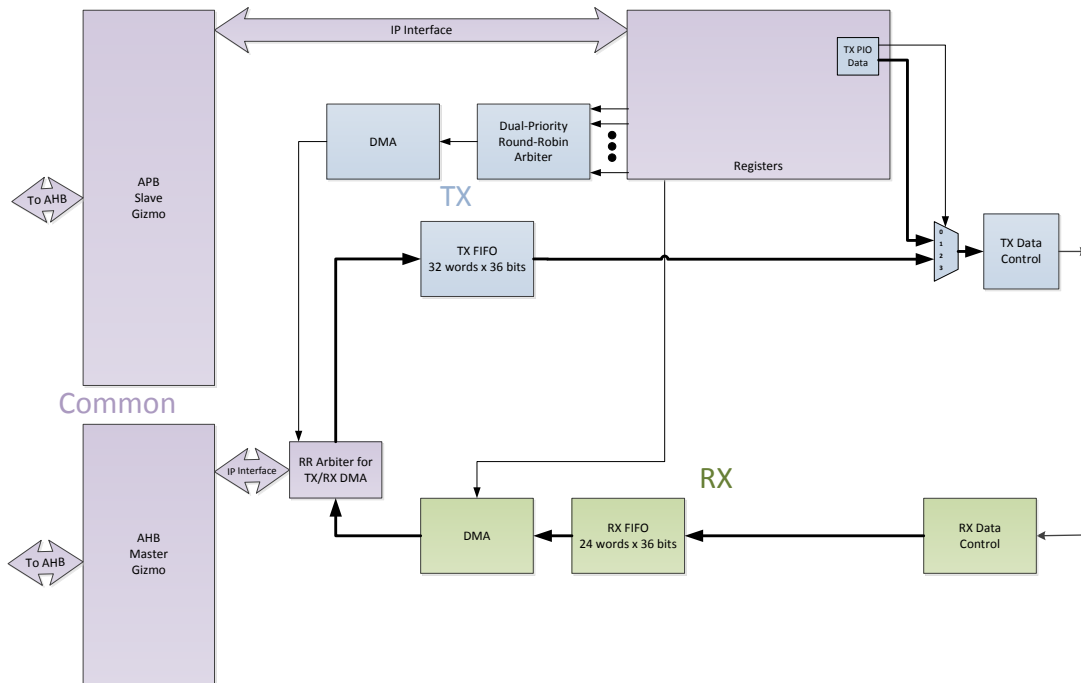 IP Interface
TX PIO
Data
DMA
Dual-Priority
Round-Robin
Arbiter
Registers
To AHB
APB
Slave
Gizmo
TX
TX FIFO
32 words x 36 bits
0
1
2
3
TX Data
Control
Common
IP Interface
RR Arbiter for
TX/RX DMA
RX
DMA
RX FIFO
24 words x 36 bits
RX Data
Control
To AHB
AHB
Master
Gizmo